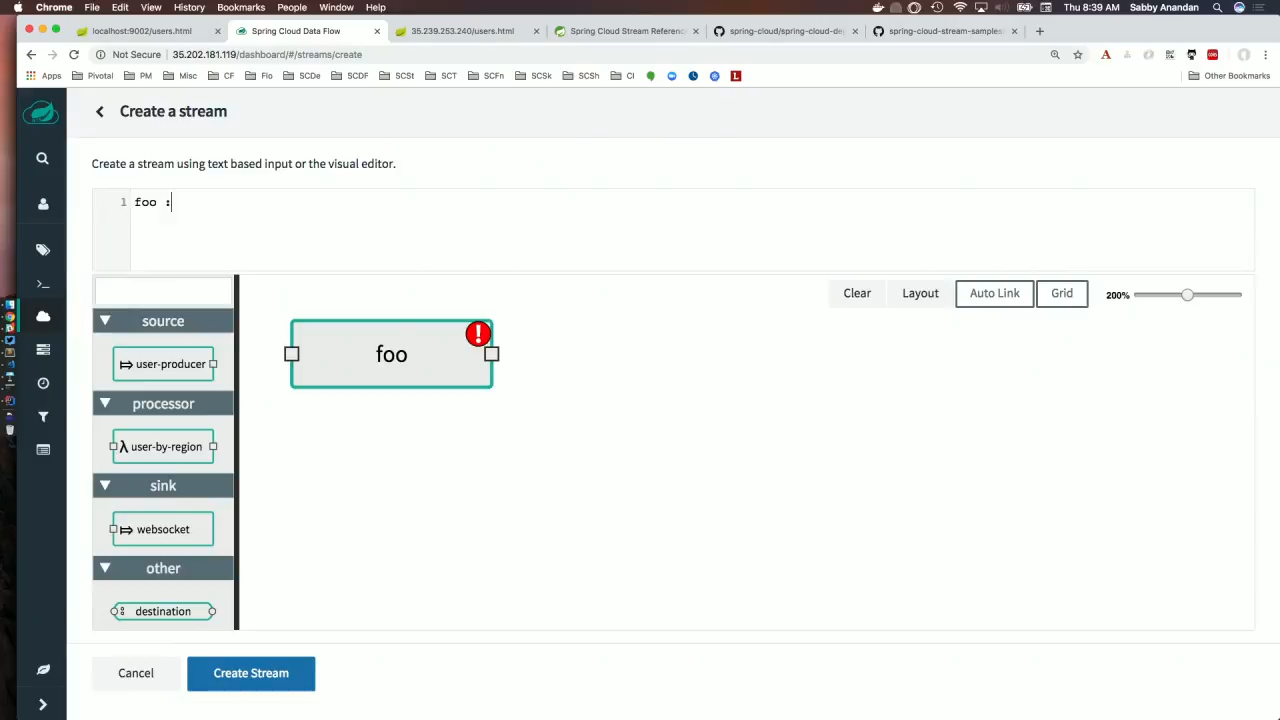 Chrome File Edit View History Bookmarks People Window Help
Thu 8:39 AM Sabby Anandan
localhost:9002/users.html
Spring Cloud Data Flow
35.239.253.240/users.html
Spring Cloud Stream Reference
spring-cloud/spring-cloud-de
spring-cloud-stream-samples
Not Secure 35.202.181.119/dashboard/#/streams/create
Apps Pivotal PM Misc CF Flo SCDe SCDF SCSt SCT SCFn SCSk SCSh CI Other Bookmarks
Create a stream
Create a stream using text based input or the visual editor.
1 foo :
Clear Layout Auto Link Grid 200%
source
user-producer
processor
λ user-by-region
sink
websocket
other
destination
foo
!
Cancel Create Stream